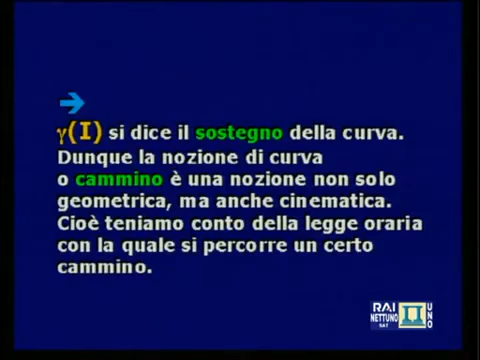 γ(I) si dice il sostegno della curva.
Dunque la nozione di curva
o cammino è una nozione non solo
geometrica, ma anche cinematica.
Cioè teniamo conto della legge oraria
con la quale si percorre un certo
cammino.
RAI
NETTUNO
SAT
UNO